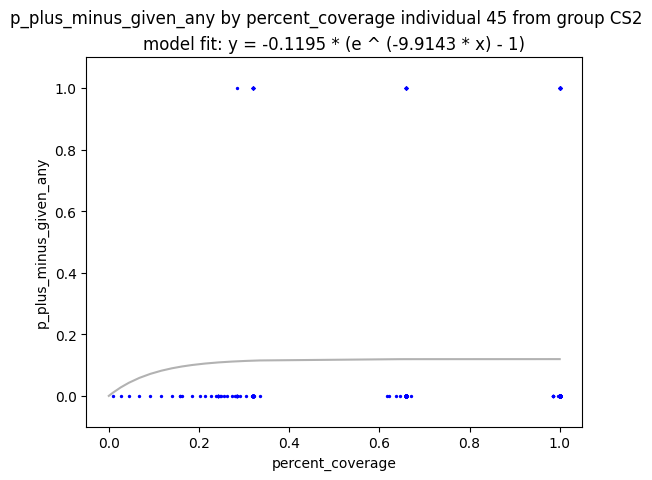 p_plus_minus_given_any by percent_coverage individual 45 from group CS2
model fit: y = -0.1195 * (e ^ (-9.9143 * x) - 1)
1.0
0.8
0.6
0.4
0.2
0.0
p_plus_minus_given_any
0.0 0.2 0.4 0.6 0.8 1.0
percent_coverage